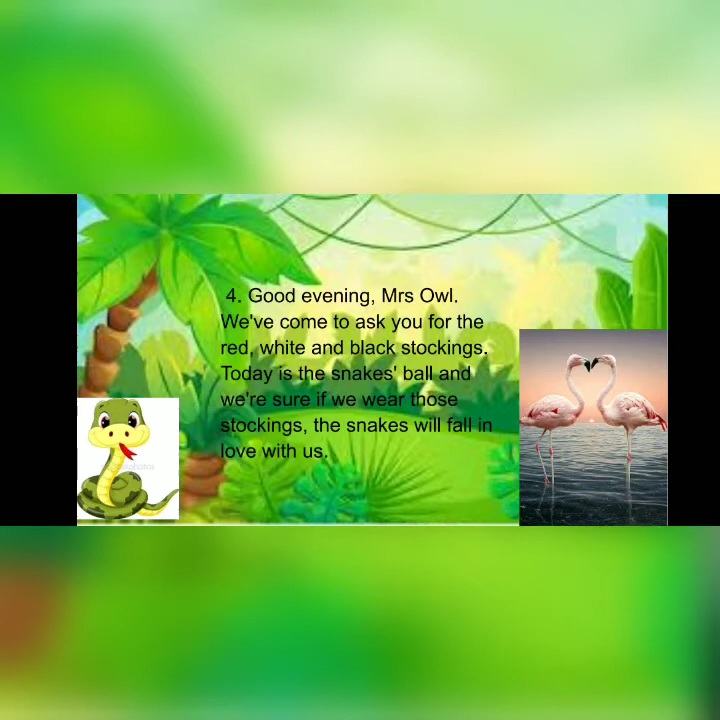 4. Good evening, Mrs Owl.
We've come to ask you for the
red, white and black stockings.
Today is the snakes' ball and
we're sure if we wear those
stockings, the snakes will fall in
love with us.